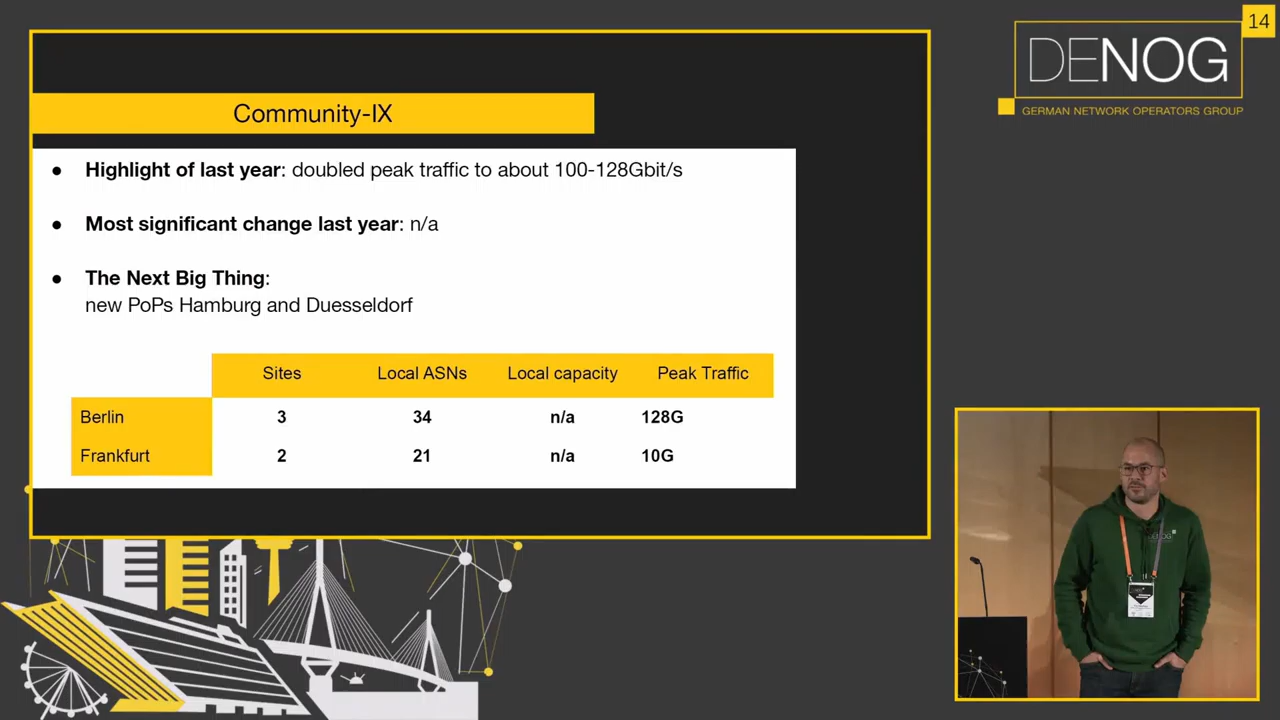 14
DENOG
GERMAN NETWORK OPERATORS GROUP
Community-IX
● Highlight of last year: doubled peak traffic to about 100-128Gbit/s
● Most significant change last year: n/a
● The Next Big Thing:
new PoPs Hamburg and Duesseldorf
Sites Local ASNs Local capacity Peak Traffic
Berlin 3 34 n/a 128G
Frankfurt 2 21 n/a 10G
DENOG